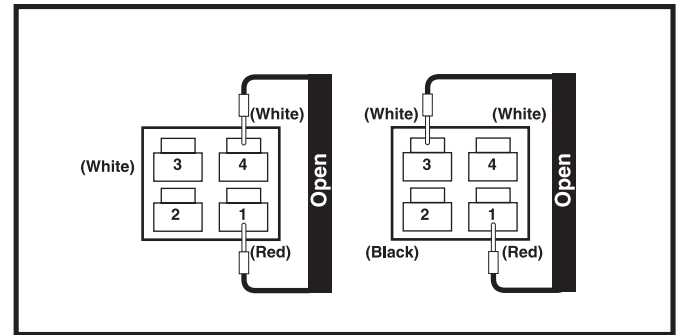 (White) (White) (White)
(White)
3 4 3 4
Open Open
2 1 2 1
(Red) (Black) (Red)